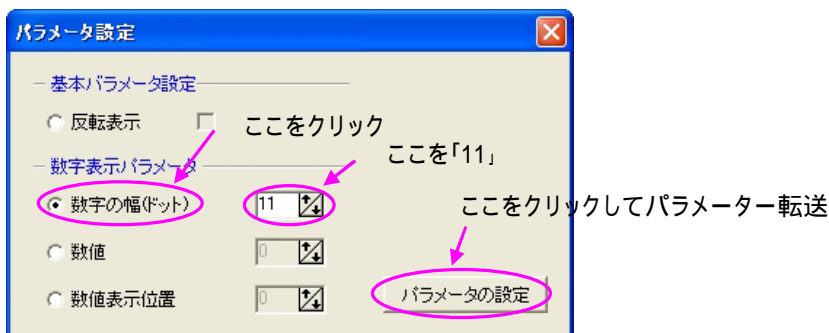 パラメータ設定
基本パラメータ設定
反転表示
ここをクリック
ここを「11」
数字表示パラメータ
数字の幅(ドット)
11
ここをクリックしてパラメーター転送
数値
0
数値表示位置
0
パラメータの設定